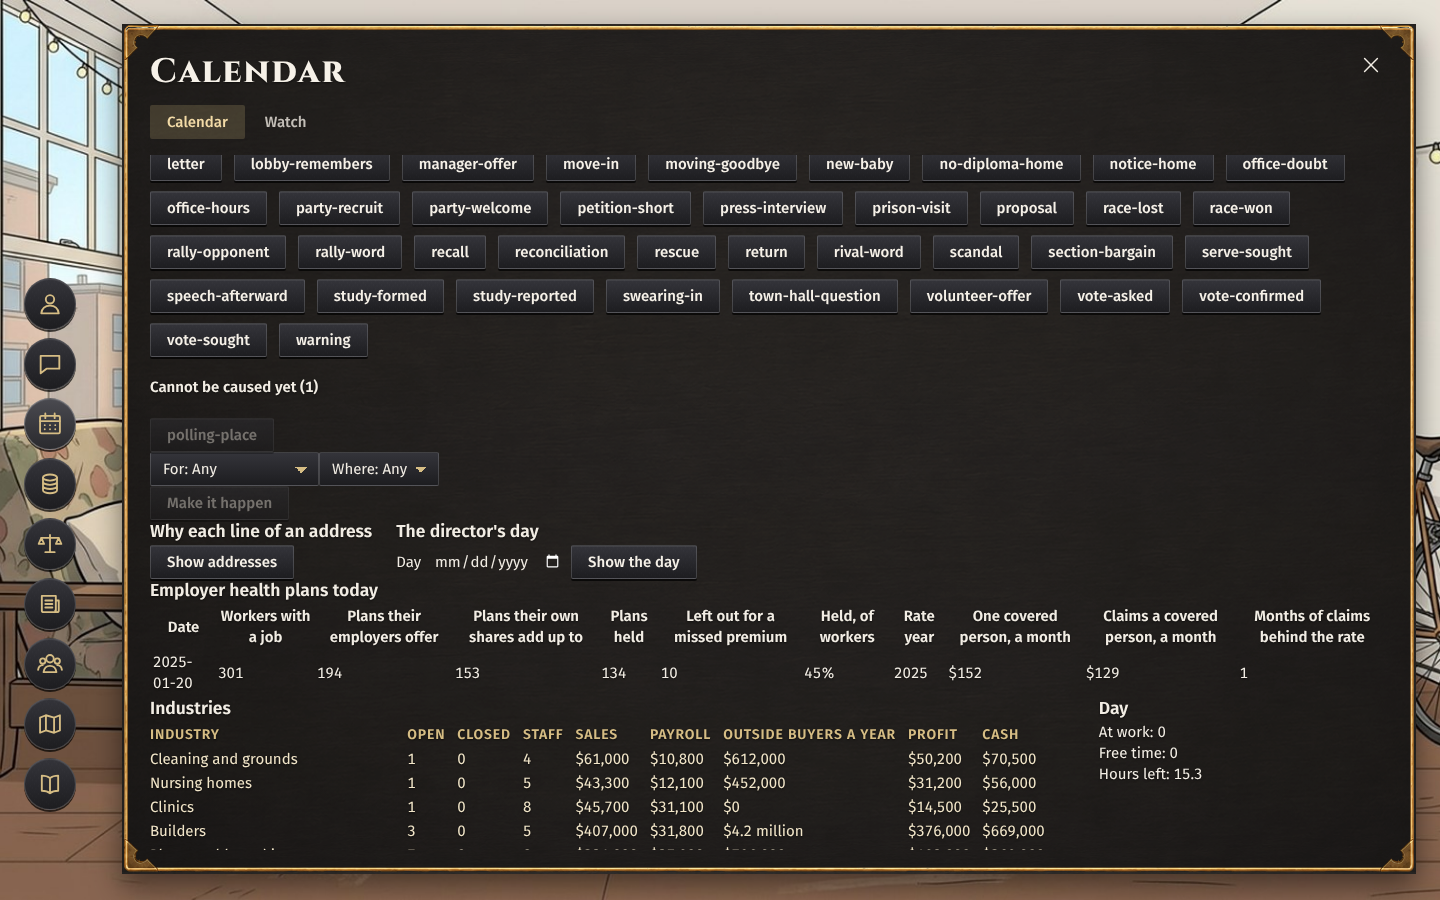 Calendar
Calendar Watch
letter lobby-remembers manager-offer move-in moving-goodbye new-baby no-diploma-home notice-home office-doubt
office-hours party-recruit party-welcome petition-short press-interview prison-visit proposal race-lost race-won
rally-opponent rally-word recall reconciliation rescue return rival-word scandal section-bargain serve-sought
speech-afterward study-formed study-reported swearing-in town-hall-question volunteer-offer vote-asked vote-confirmed
vote-sought warning
Cannot be caused yet (1)
polling-place
For: Any Where: Any
Make it happen
Why each line of an address The director's day
Show addresses Day mm/dd/yyyy Show the day
Employer health plans today
Date Workers with a job Plans their employers offer Plans their own shares add up to Plans held Left out for a missed premium Held, of workers Rate year One covered person, a month Claims a covered person, a month Months of claims behind the rate
2025-01-20 301 194 153 134 10 45% 2025 $152 $129 1
Industries Day
INDUSTRY OPEN CLOSED STAFF SALES PAYROLL OUTSIDE BUYERS A YEAR PROFIT CASH At work: 0
Cleaning and grounds 1 0 4 $61,000 $10,800 $612,000 $50,200 $70,500 Free time: 0
Nursing homes 1 0 5 $43,300 $12,100 $452,000 $31,200 $56,000 Hours left: 15.3
Clinics 1 0 8 $45,700 $31,100 $0 $14,500 $25,500
Builders 3 0 5 $407,000 $31,800 $4.2 million $376,000 $669,000